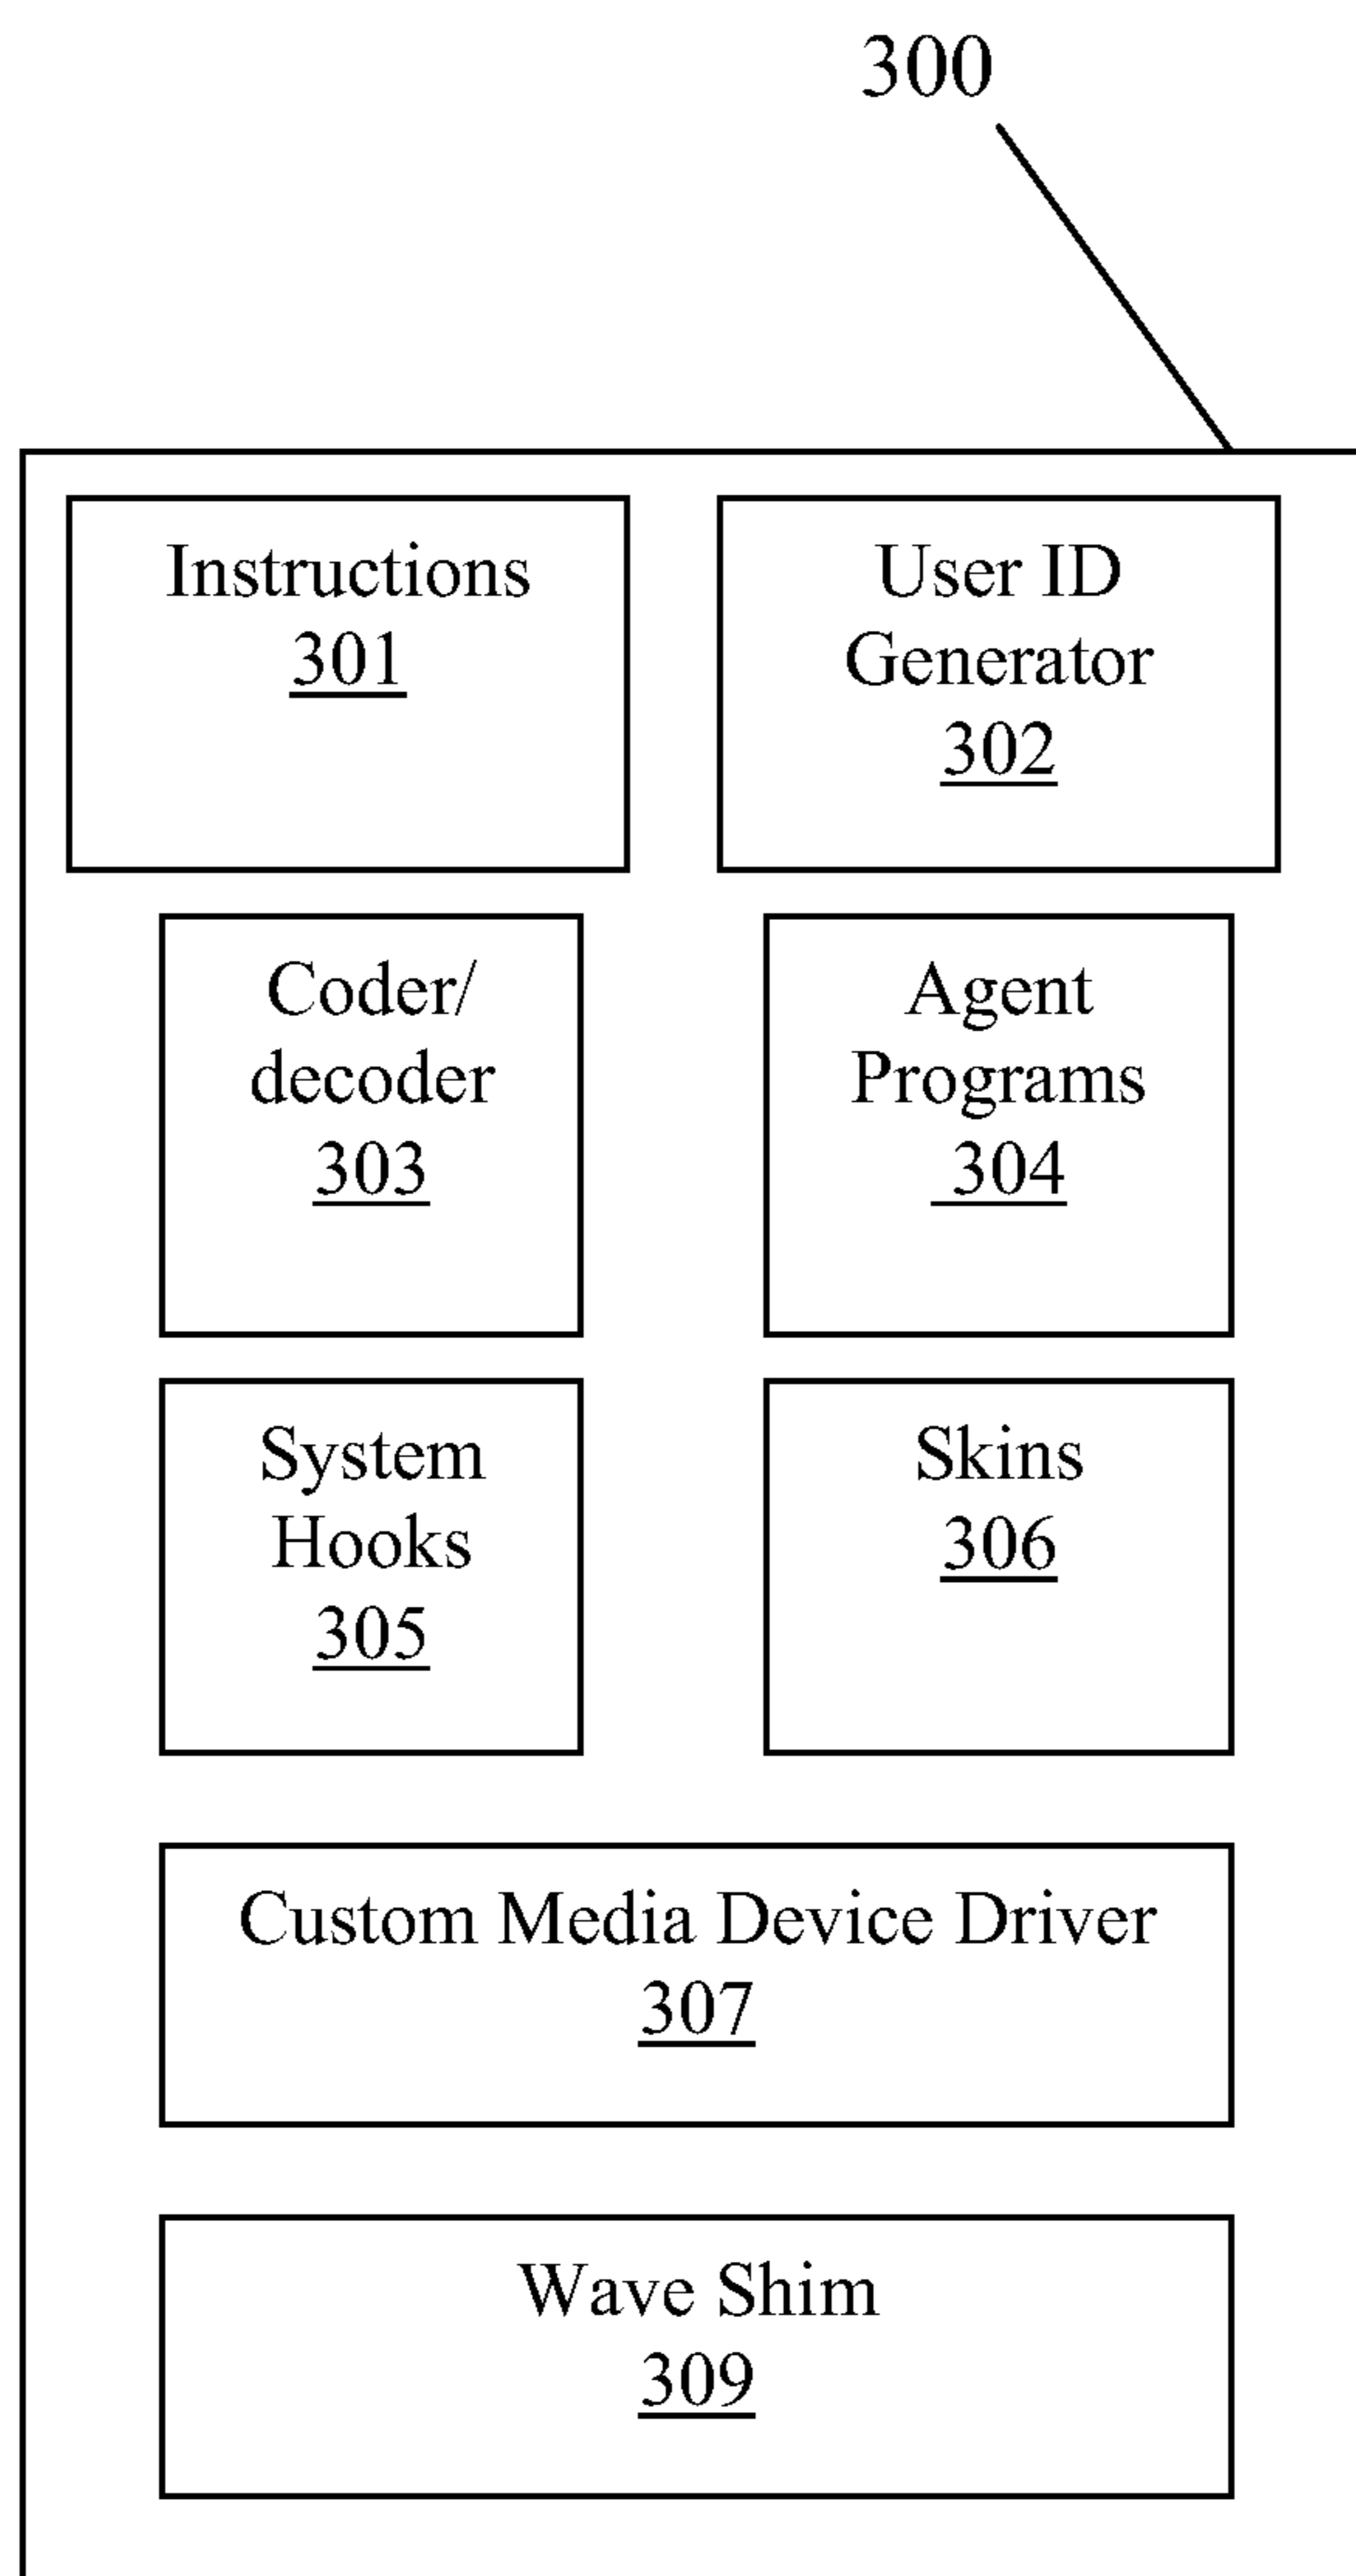 300
Instructions
301
User ID
Generator
302
Coder/
decoder
303
Agent
Programs
304
System
Hooks
305
Skins
306
Custom Media Device Driver
307
Wave Shim
309